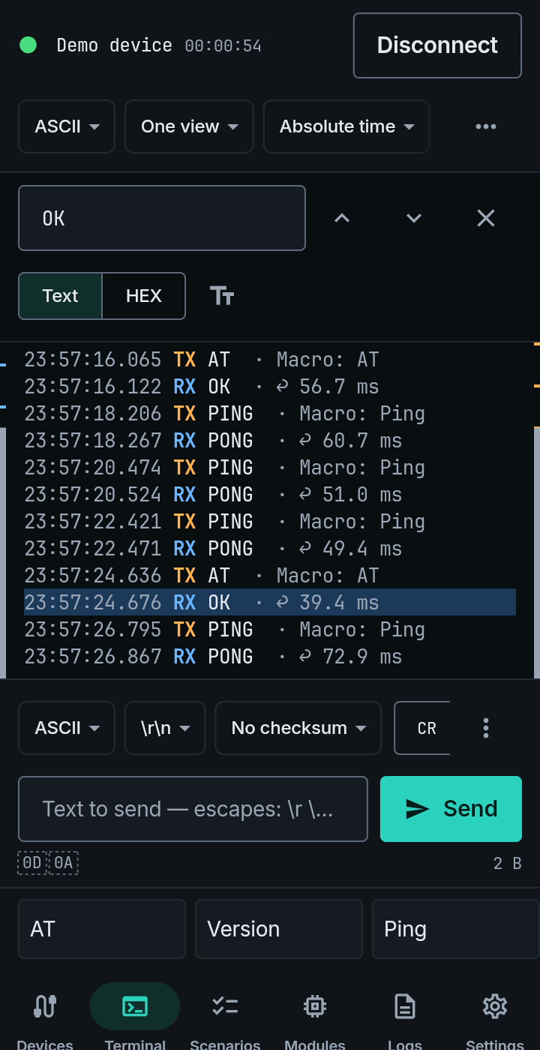 Demo device 00:00:54 Disconnect
ASCII One view Absolute time
OK
Text HEX Tт
23:57:16.065 TX AT · Macro: AT
23:57:16.122 RX OK · ⤶ 56.7 ms
23:57:18.206 TX PING · Macro: Ping
23:57:18.267 RX PONG · ⤶ 60.7 ms
23:57:20.474 TX PING · Macro: Ping
23:57:20.524 RX PONG · ⤶ 51.0 ms
23:57:22.421 TX PING · Macro: Ping
23:57:22.471 RX PONG · ⤶ 49.4 ms
23:57:24.636 TX AT · Macro: AT
23:57:24.676 RX OK · ⤶ 39.4 ms
23:57:26.795 TX PING · Macro: Ping
23:57:26.867 RX PONG · ⤶ 72.9 ms
ASCII \r\n No checksum CR
Text to send — escapes: \r \... Send
0D 0A 2 B
AT Version Ping
Devices Terminal Scenarios Modules Logs Settings